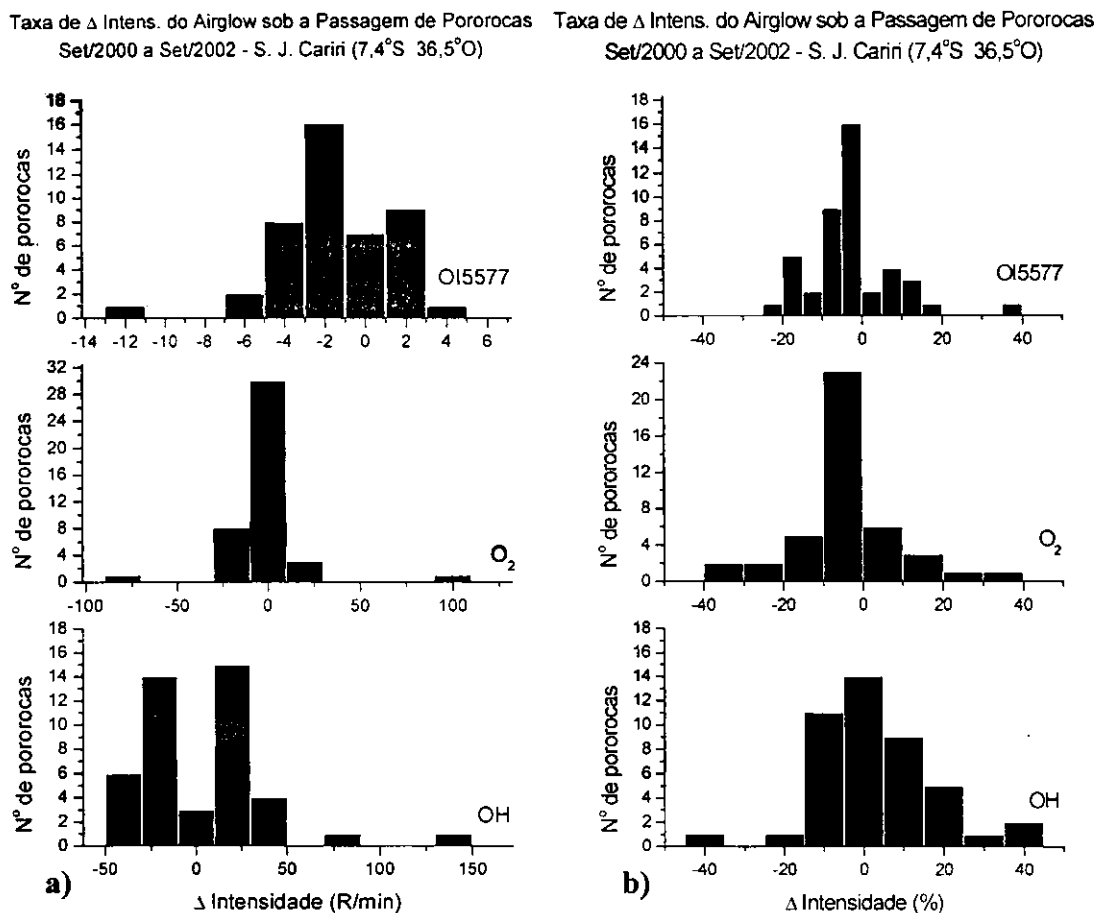 Taxa de Δ Intens. do Airglow sob a Passagem de Pororocas
Set/2000 a Set/2002 - S. J. Cariri (7,4°S 36,5°O)
18
16
14
12
10
8
6
4
2
0
N° de pororocas
OI5577
-14 -12 -10 -8 -6 -4 -2 0 2 4 6
32
28
24
20
16
12
8
4
0
N° de pororocas
O₂
-100 -50 0 50 100
18
16
14
12
10
8
6
4
2
0
N° de pororocas
OH
-50 0 50 100 150
a)
Δ Intensidade (R/min)
Taxa de Δ Intens. do Airglow sob a Passagem de Pororocas
Set/2000 a Set/2002 - S. J. Cariri (7,4°S 36,5°O)
18
16
14
12
10
8
6
4
2
0
N° de pororocas
OI5577
-40 -20 0 20 40
24
20
16
12
8
4
0
N° de pororocas
O₂
-40 -20 0 20 40
18
16
14
12
10
8
6
4
2
0
N° de pororocas
OH
-40 -20 0 20 40
b)
Δ Intensidade (%)